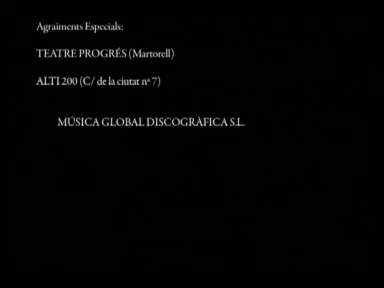 Agraïments Especials:
TEATRE PROGRÉS (Martorell)
ALTI 200 (C/ de la ciutat nº 7)
MÚSICA GLOBAL DISCOGRÀFICA S.L.